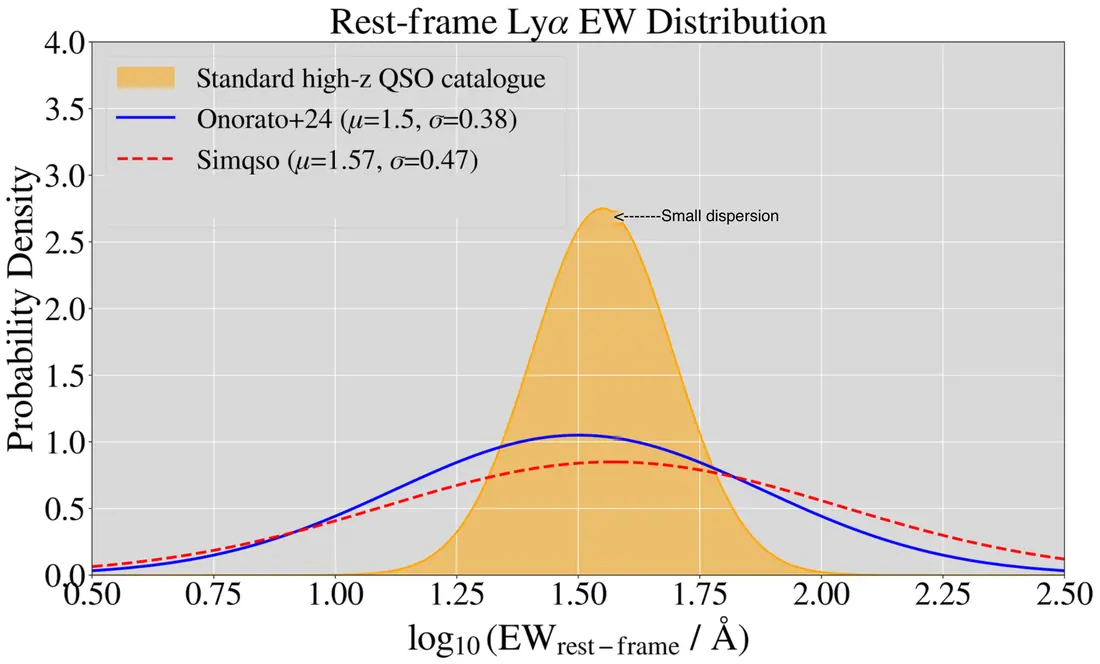 Rest-frame Lyα EW Distribution
4.0
3.5
3.0
2.5
2.0
1.5
1.0
0.5
0.0
Probability Density
Standard high-z QSO catalogue
Onorato+24 (μ=1.5, σ=0.38)
Simqso (μ=1.57, σ=0.47)
<-------Small dispersion
0.50 0.75 1.00 1.25 1.50 1.75 2.00 2.25 2.50
log₁₀(EWrest−frame / Å)